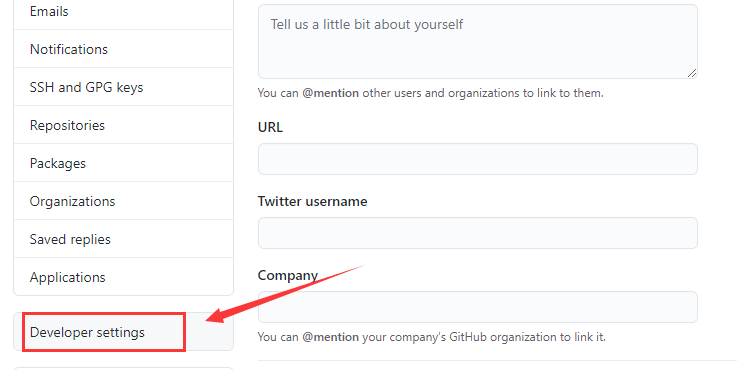 Emails
Notifications
SSH and GPG keys
Repositories
Packages
Organizations
Saved replies
Applications
Developer settings
Tell us a little bit about yourself
You can @mention other users and organizations to link to them.
URL
Twitter username
Company
You can @mention your company's GitHub organization to link it.